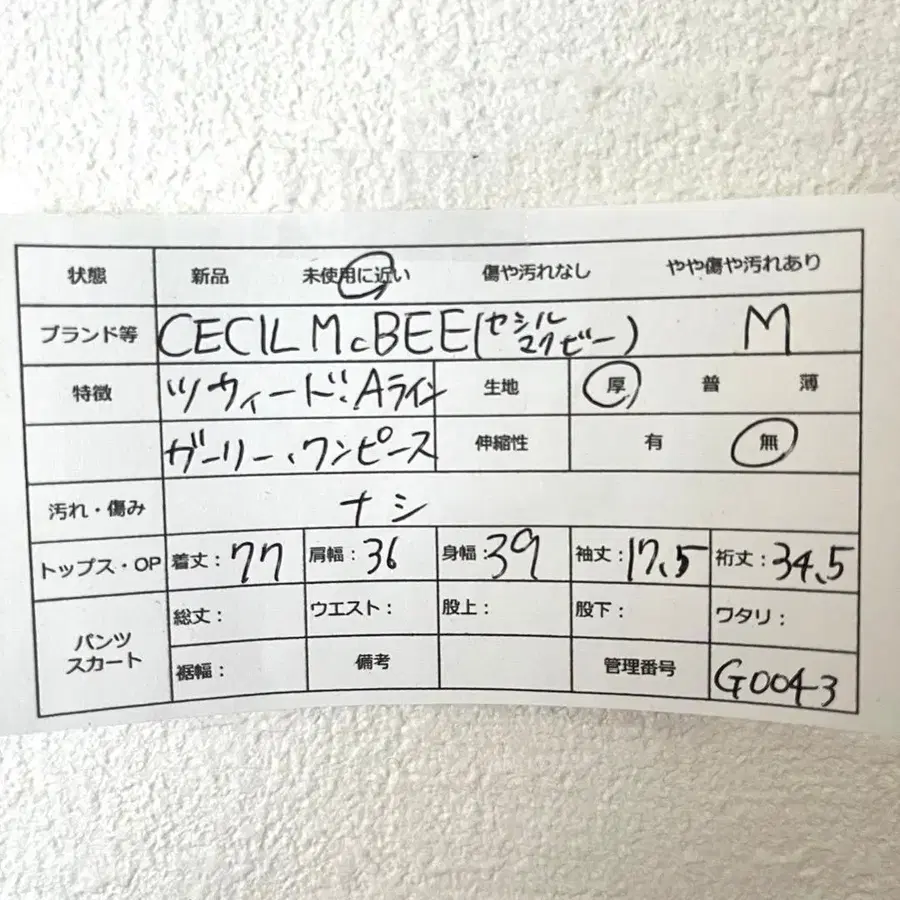 状態 新品 未使用に近い 傷や汚れなし やや傷や汚れあり
ブランド等 CECIL McBEE(セシルマクビー) M
特徴 ツウィード、Aライン 生地 厚 普 薄
ガーリー、ワンピース 伸縮性 有 無
汚れ・傷み ナシ
トップス・OP 着丈:77 肩幅:36 身幅:39 袖丈:17.5 裄丈:34.5
パンツ スカート 総丈: ウエスト: 股上: 股下: ワタリ:
裾幅: 備考 管理番号 G0043